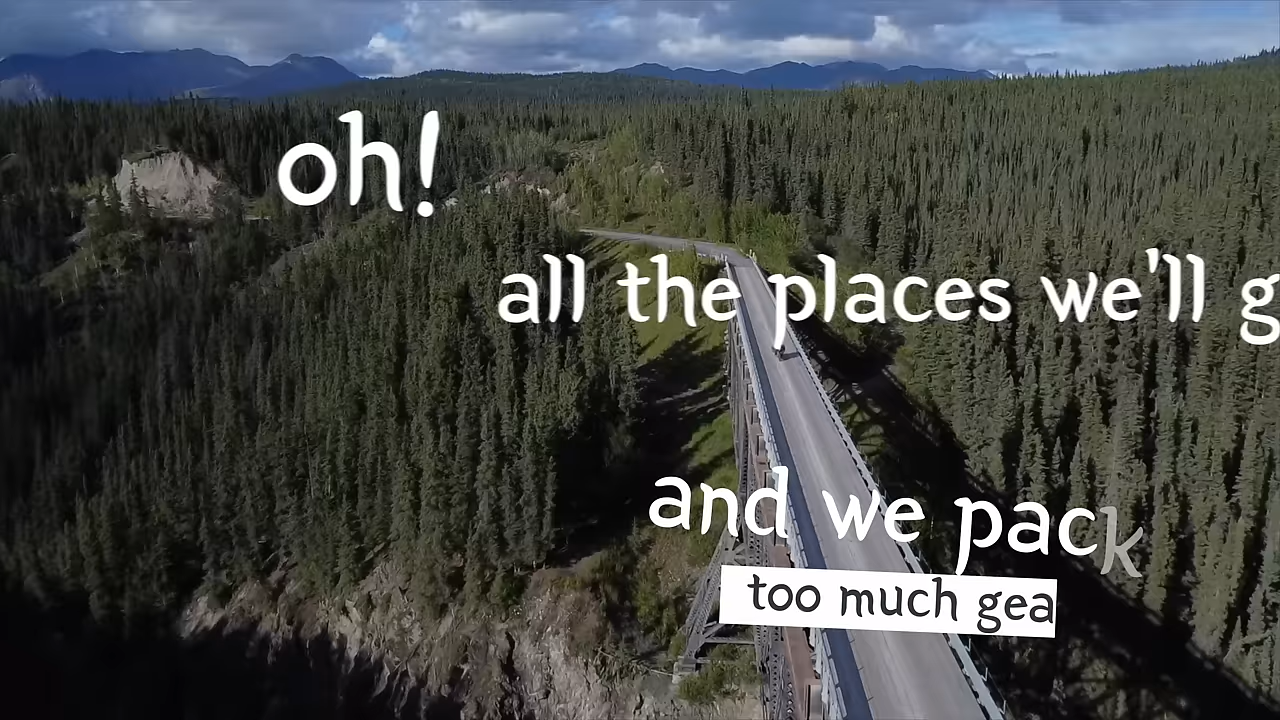 oh!
all the places we'll g
and we pack
too much gea